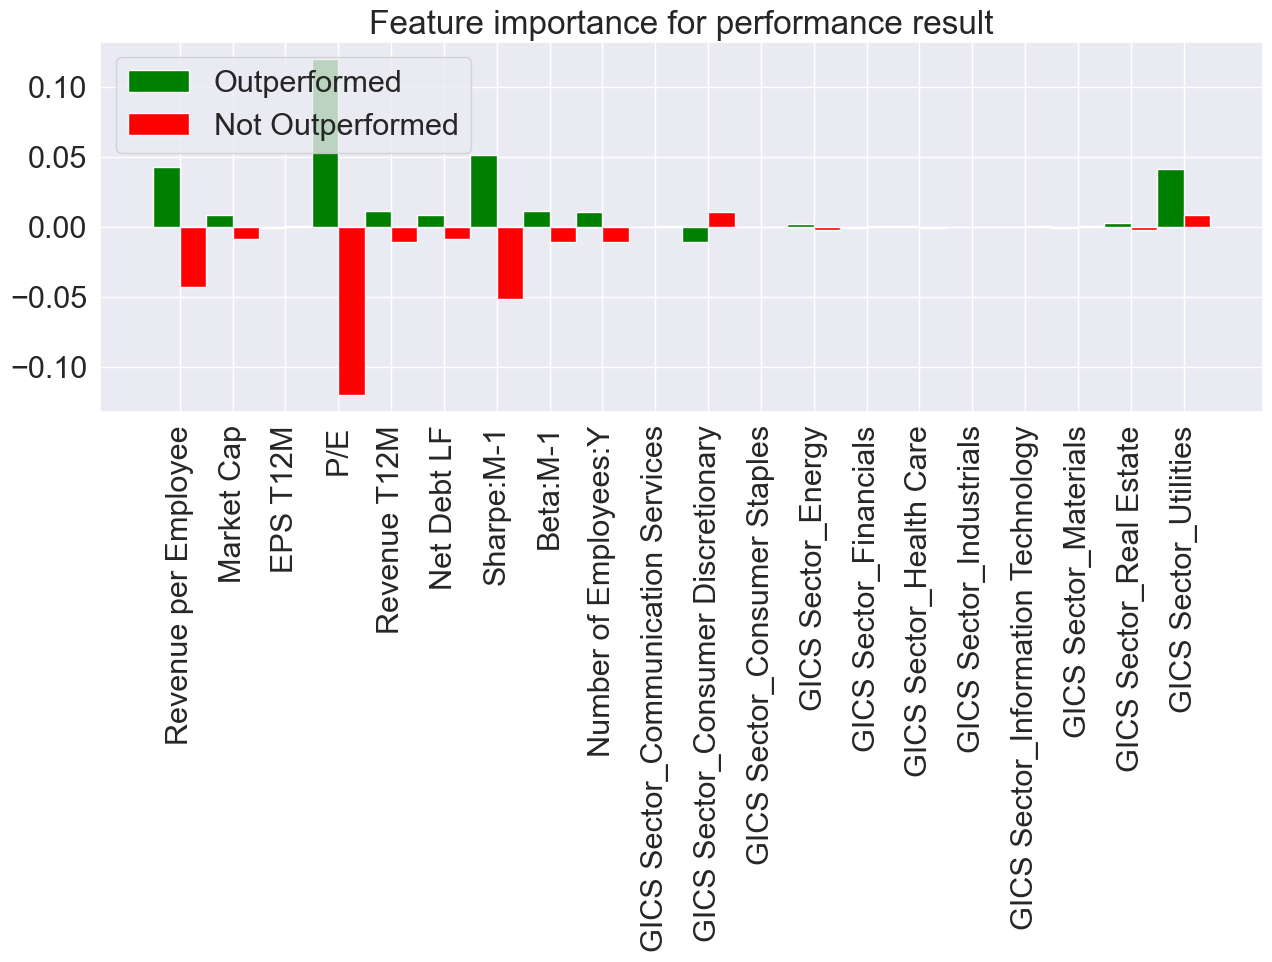 Feature importance for performance result
Outperformed
Not Outperformed
0.10
0.05
0.00
−0.05
−0.10
Revenue per Employee
Market Cap
EPS T12M
P/E
Revenue T12M
Net Debt LF
Sharpe:M-1
Beta:M-1
Number of Employees:Y
GICS Sector_Communication Services
GICS Sector_Consumer Discretionary
GICS Sector_Consumer Staples
GICS Sector_Energy
GICS Sector_Financials
GICS Sector_Health Care
GICS Sector_Industrials
GICS Sector_Information Technology
GICS Sector_Materials
GICS Sector_Real Estate
GICS Sector_Utilities